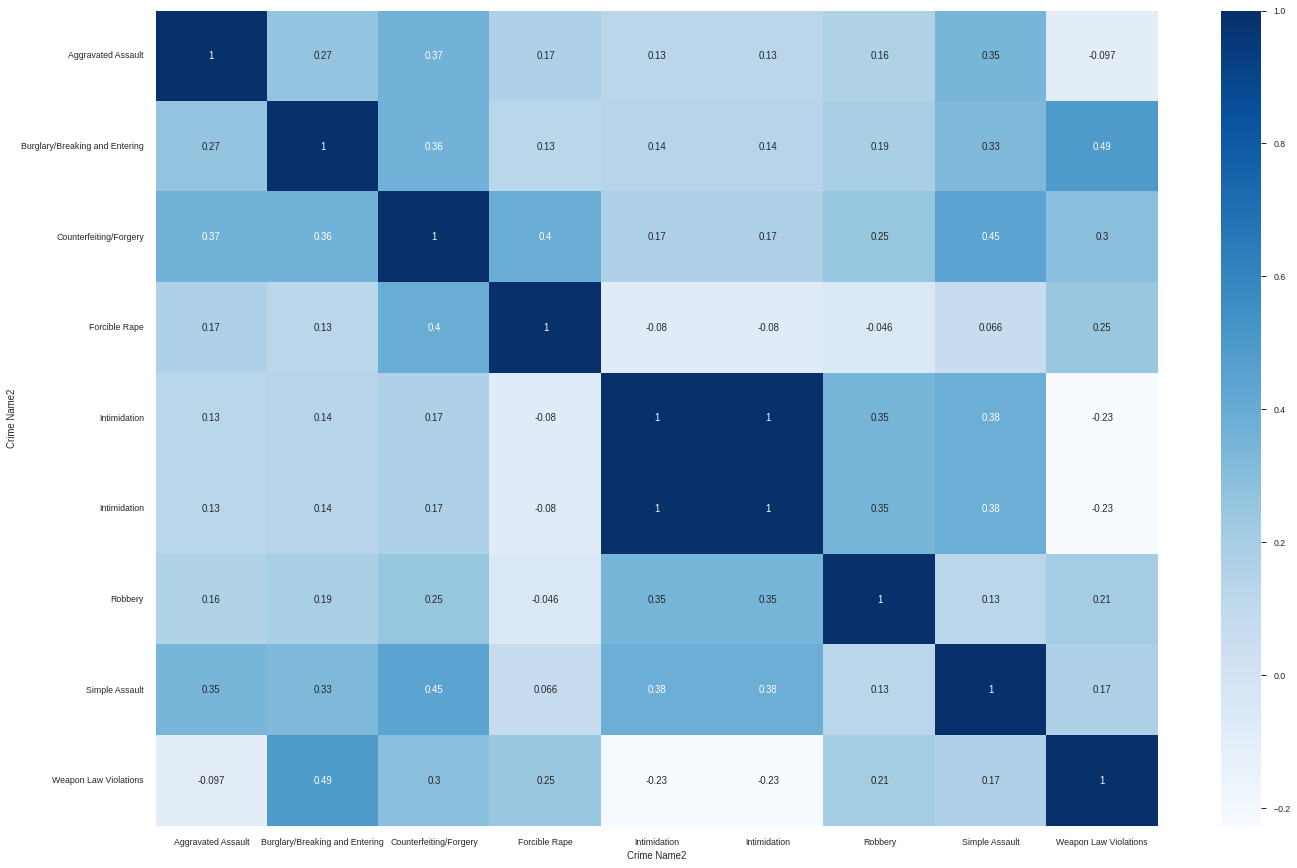 1.0
Aggravated Assault 1 0.27 0.37 0.17 0.13 0.13 0.16 0.35 -0.097
0.8
Burglary/Breaking and Entering 0.27 1 0.36 0.13 0.14 0.14 0.19 0.33 0.49
Counterfeiting/Forgery 0.37 0.36 1 0.4 0.17 0.17 0.25 0.45 0.3
0.6
Forcible Rape 0.17 0.13 0.4 1 -0.08 -0.08 -0.046 0.066 0.25
0.4
Crime Name2
Intimidation 0.13 0.14 0.17 -0.08 1 1 0.35 0.38 -0.23
Intimidation 0.13 0.14 0.17 -0.08 1 1 0.35 0.38 -0.23
0.2
Robbery 0.16 0.19 0.25 -0.046 0.35 0.35 1 0.13 0.21
0.0
Simple Assault 0.35 0.33 0.45 0.066 0.38 0.38 0.13 1 0.17
Weapon Law Violations -0.097 0.49 0.3 0.25 -0.23 -0.23 0.21 0.17 1
−0.2
Aggravated Assault Burglary/Breaking and Entering Counterfeiting/Forgery Forcible Rape Intimidation Intimidation Robbery Simple Assault Weapon Law Violations
Crime Name2